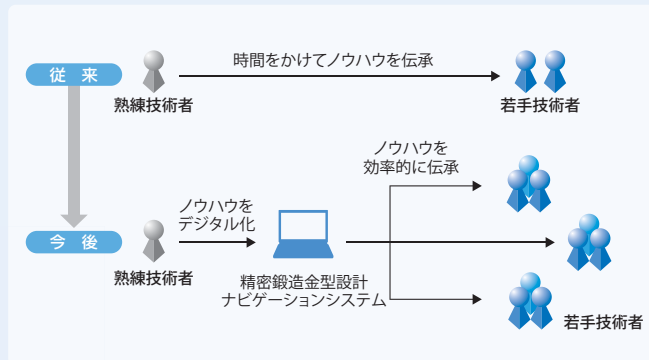 従来
時間をかけてノウハウを伝承
熟練技術者
若手技術者
ノウハウを
効率的に伝承
ノウハウを
デジタル化
今後
熟練技術者
精密鍛造金型設計
ナビゲーションシステム
若手技術者